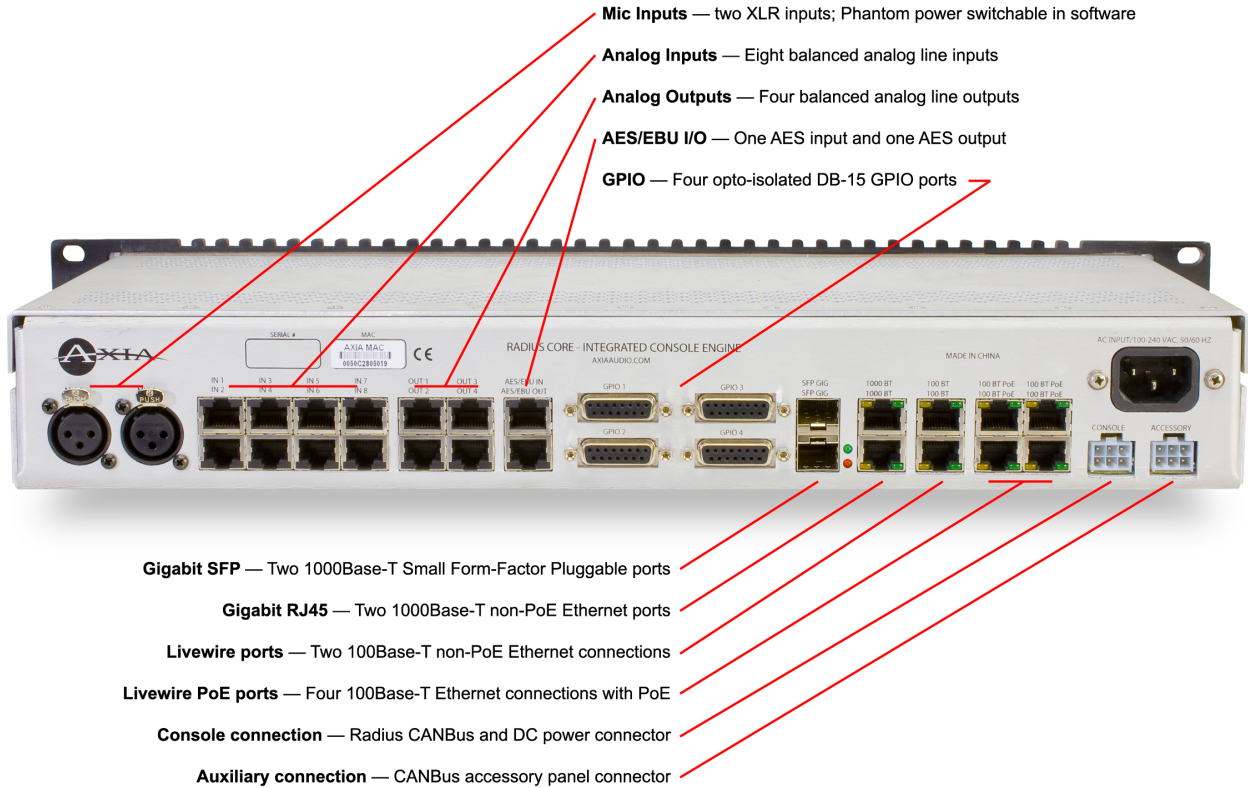 Mic Inputs — two XLR inputs; Phantom power switchable in software
Analog Inputs — Eight balanced analog line inputs
Analog Outputs — Four balanced analog line outputs
AES/EBU I/O — One AES input and one AES output
GPIO — Four opto-isolated DB-15 GPIO ports
AXIA
SERIAL #
MAC
AXIA MAC
0050C2805019
CE
RADIUS CORE - INTEGRATED CONSOLE ENGINE
AXIAAUDIO.COM
MADE IN CHINA
AC INPUT/100-240 VAC, 50/60 HZ
PUSH
PUSH
IN 1 IN 3 IN 5 IN 7
IN 2 IN 4 IN 6 IN 8
OUT 1 OUT 3
OUT 2 OUT 4
AES/EBU IN
AES/EBU OUT
GPIO 1
GPIO 3
GPIO 2
GPIO 4
SFP GIG
SFP GIG
1000 BT
1000 BT
100 BT
100 BT
100 BT PoE 100 BT PoE
100 BT PoE 100 BT PoE
CONSOLE
ACCESSORY
Gigabit SFP — Two 1000Base-T Small Form-Factor Pluggable ports
Gigabit RJ45 — Two 1000Base-T non-PoE Ethernet ports
Livewire ports — Two 100Base-T non-PoE Ethernet connections
Livewire PoE ports — Four 100Base-T Ethernet connections with PoE
Console connection — Radius CANBus and DC power connector
Auxiliary connection — CANBus accessory panel connector